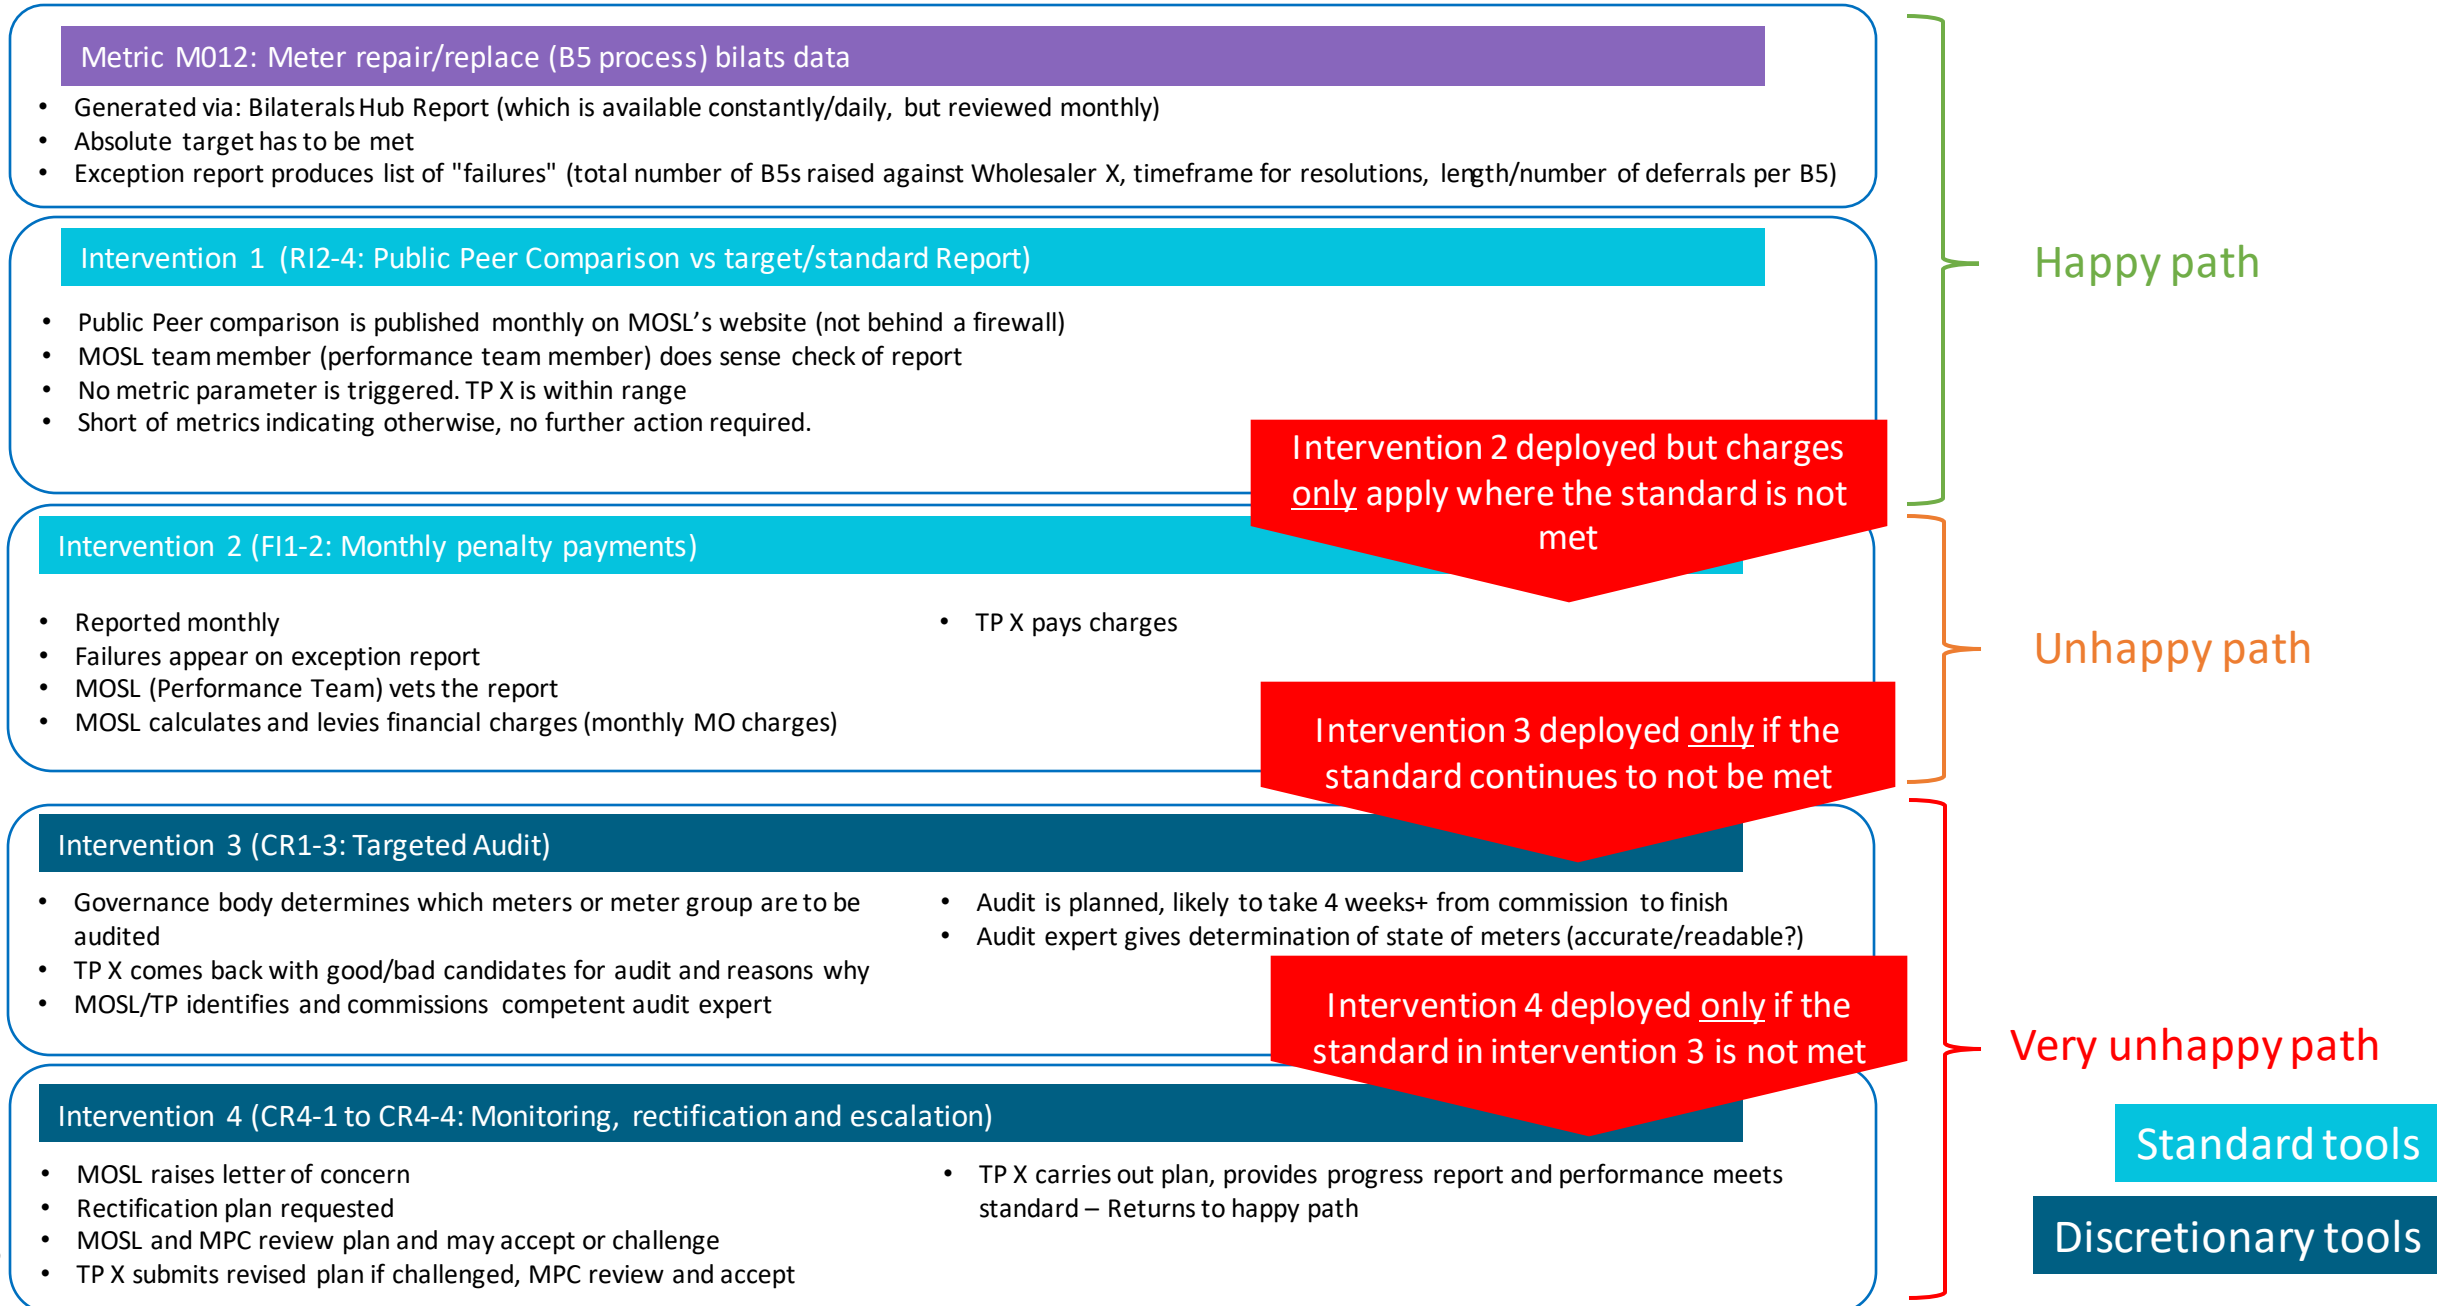 Metric M012: Meter repair/replace (B5 process) bilats data
• Generated via: Bilaterals Hub Report (which is available constantly/daily, but reviewed monthly)
• Absolute target has to be met
• Exception report produces list of "failures" (total number of B5s raised against Wholesaler X, timeframe for resolutions, length/number of deferrals per B5)
Intervention 1 (RI2-4: Public Peer Comparison vs target/standard Report)
• Public Peer comparison is published monthly on MOSL’s website (not behind a firewall)
• MOSL team member (performance team member) does sense check of report
• No metric parameter is triggered. TP X is within range
• Short of metrics indicating otherwise, no further action required.
Happy path
Intervention 2 deployed but charges
only apply where the standard is not
met
Intervention 2 (FI1-2: Monthly penalty payments)
• Reported monthly
• Failures appear on exception report
• MOSL (Performance Team) vets the report
• MOSL calculates and levies financial charges (monthly MO charges)
• TP X pays charges
Unhappy path
Intervention 3 deployed only if the
standard continues to not be met
Intervention 3 (CR1-3: Targeted Audit)
• Governance body determines which meters or meter group are to be
audited
• TP X comes back with good/bad candidates for audit and reasons why
• MOSL/TP identifies and commissions competent audit expert
• Audit is planned, likely to take 4 weeks+ from commission to finish
• Audit expert gives determination of state of meters (accurate/readable?)
Intervention 4 deployed only if the
standard in intervention 3 is not met
Very unhappy path
Intervention 4 (CR4-1 to CR4-4: Monitoring, rectification and escalation)
• MOSL raises letter of concern
• Rectification plan requested
• MOSL and MPC review plan and may accept or challenge
• TP X submits revised plan if challenged, MPC review and accept
• TP X carries out plan, provides progress report and performance meets
standard – Returns to happy path
Standard tools
Discretionary tools